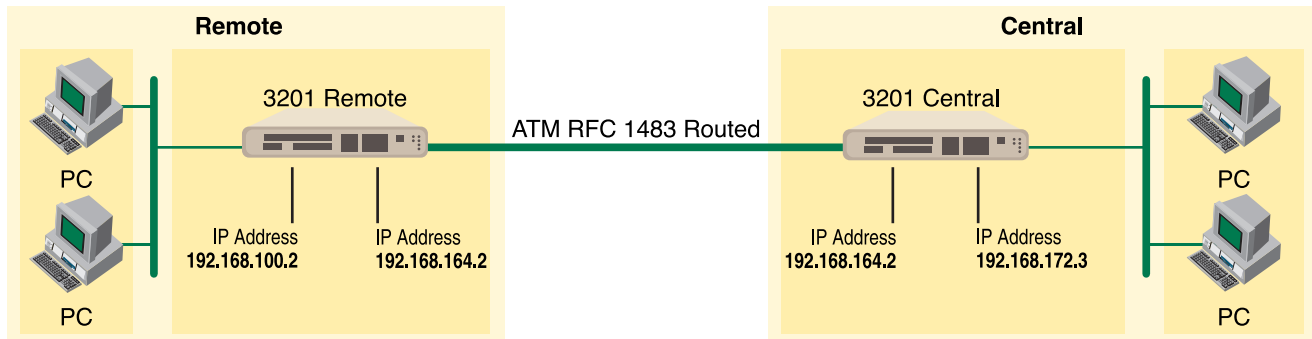 Remote
Central
3201 Remote
3201 Central
ATM RFC 1483 Routed
PC
PC
IP Address
192.168.100.2
IP Address
192.168.164.2
IP Address
192.168.164.2
IP Address
192.168.172.3
PC
PC